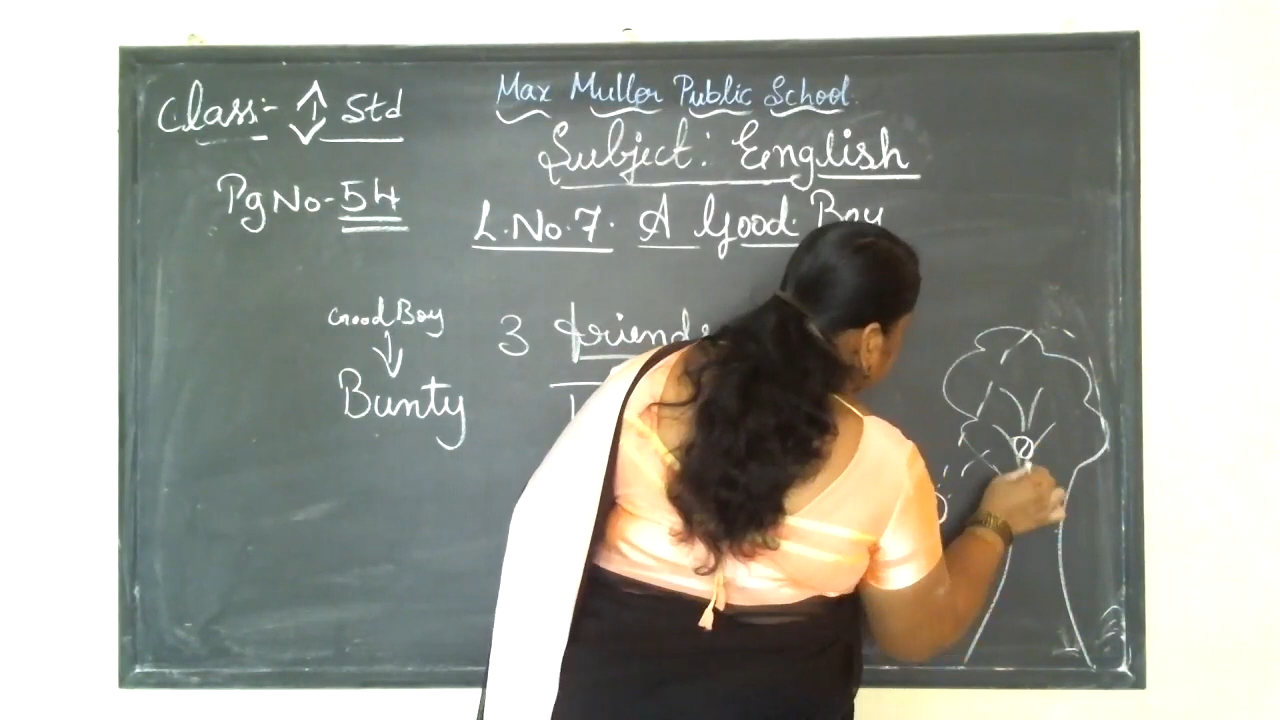 Class:- I Std
Max Muller Public School.
Subject: English
Pg No-54
L.No.7. A Good Boy
Good Boy
3 friends
Bunty